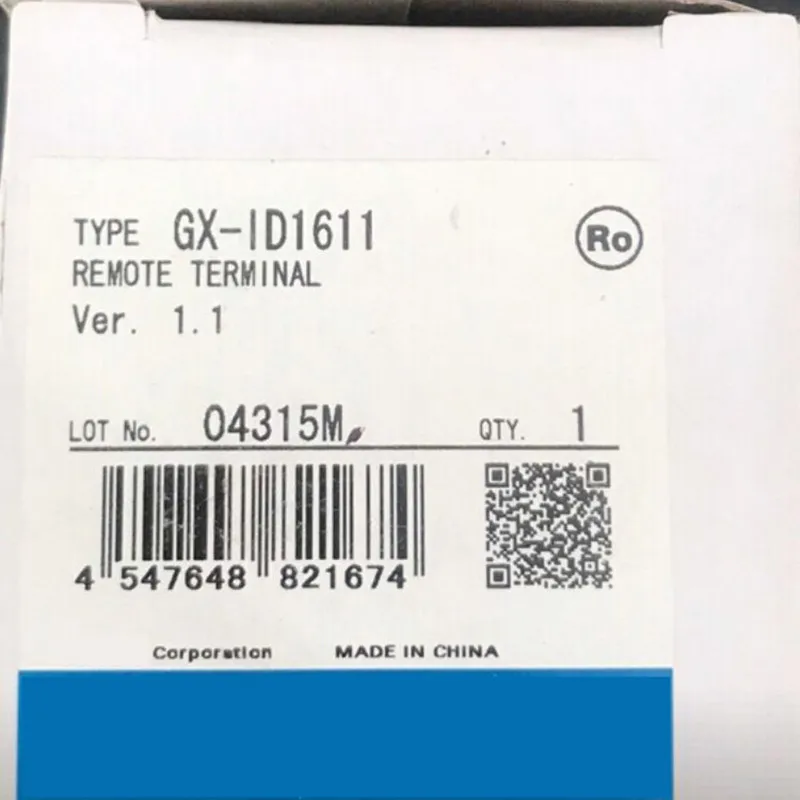 TYPE GX-ID1611
Ro
REMOTE TERMINAL
Ver. 1.1
LOT No. 04315M
QTY. 1
4 547648 821674
Corporation MADE IN CHINA